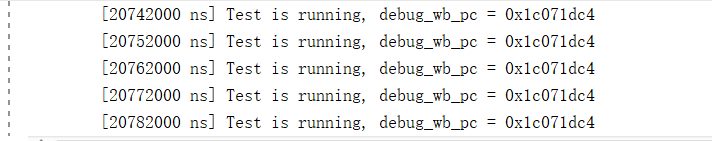 [20742000 ns] Test is running, debug_wb_pc = 0x1c071dc4
[20752000 ns] Test is running, debug_wb_pc = 0x1c071dc4
[20762000 ns] Test is running, debug_wb_pc = 0x1c071dc4
[20772000 ns] Test is running, debug_wb_pc = 0x1c071dc4
[20782000 ns] Test is running, debug_wb_pc = 0x1c071dc4